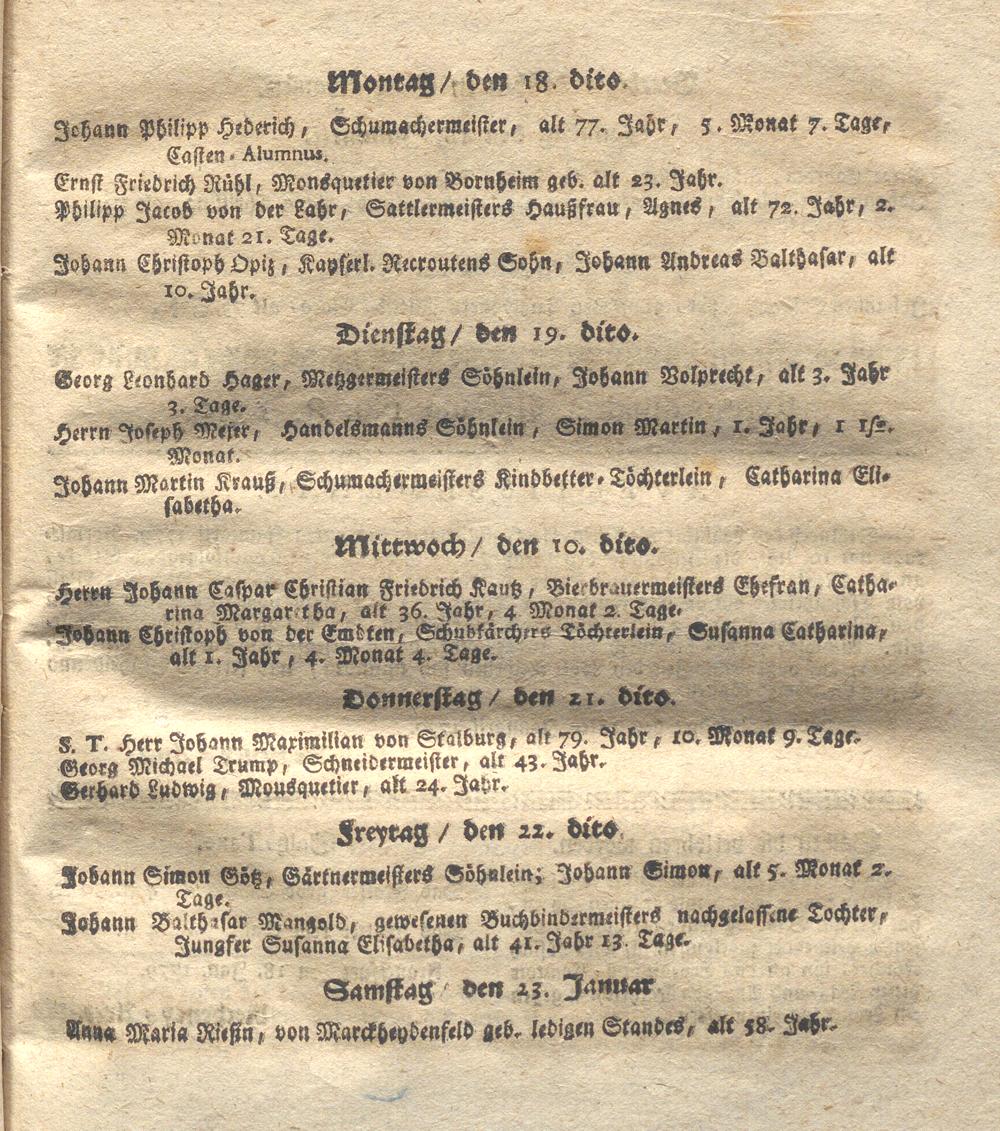 Montag / den 18. dito.
Johann Philipp Hederich, Schumachermeister, alt 77. Jahr, 5. Monat 7. Tage,
Casten-Alumnus.
Ernst Friedrich Rühl, Monsquetier von Bornheim geb. alt 23. Jahr.
Philipp Jacob von der Lahr, Sattlermeisters Haußfrau, Agnes, alt 72. Jahr, 2.
Monat 21. Tage.
Johann Christoph Opiz, Kayserl. Recroutens Sohn, Johann Andreas Balthasar, alt
10. Jahr.
Dienstag / den 19. dito.
Georg Leonhard Hager, Metzgermeisters Söhnlein, Johann Volprecht, alt 3. Jahr
3. Tage.
Herrn Joseph Mejer, Handelsmanns Söhnlein, Simon Martin, 1. Jahr, 1 1/2.
Monat.
Johann Martin Krauß, Schumachermeisters Kindbetter-Töchterlein, Catharina Eli-
sabetha.
Mittwoch / den 10. dito.
Herrn Johann Caspar Christian Friedrich Kautz, Bierbrauermeisters Ehefrau, Catha-
rina Margaretha, alt 36. Jahr, 4. Monat 2. Tage.
Johann Christoph von der Embten, Schubkärchers Töchterlein, Susanna Catharina,
alt 1. Jahr, 4. Monat 4. Tage.
Donnerstag / den 21. dito.
S. T. Herr Johann Maximilian von Stalburg, alt 79. Jahr, 10. Monat 9. Tage.
Georg Michael Trump, Schneidermeister, alt 43. Jahr.
Gerhard Ludwig, Mousquetier, alt 24. Jahr.
Freytag / den 22. dito.
Johann Simon Götz, Gärtnermeisters Söhnlein; Johann Simon, alt 5. Monat 2.
Tage.
Johann Balthasar Mangold, gewesenen Buchbindermeisters nachgelassene Tochter,
Jungfer Susanna Elisabetha, alt 41. Jahr 13. Tage.
Samstag den 23. Januar
Anna Maria Riesin, von Marckheydenfeld geb. ledigen Standes, alt 58. Jahr.